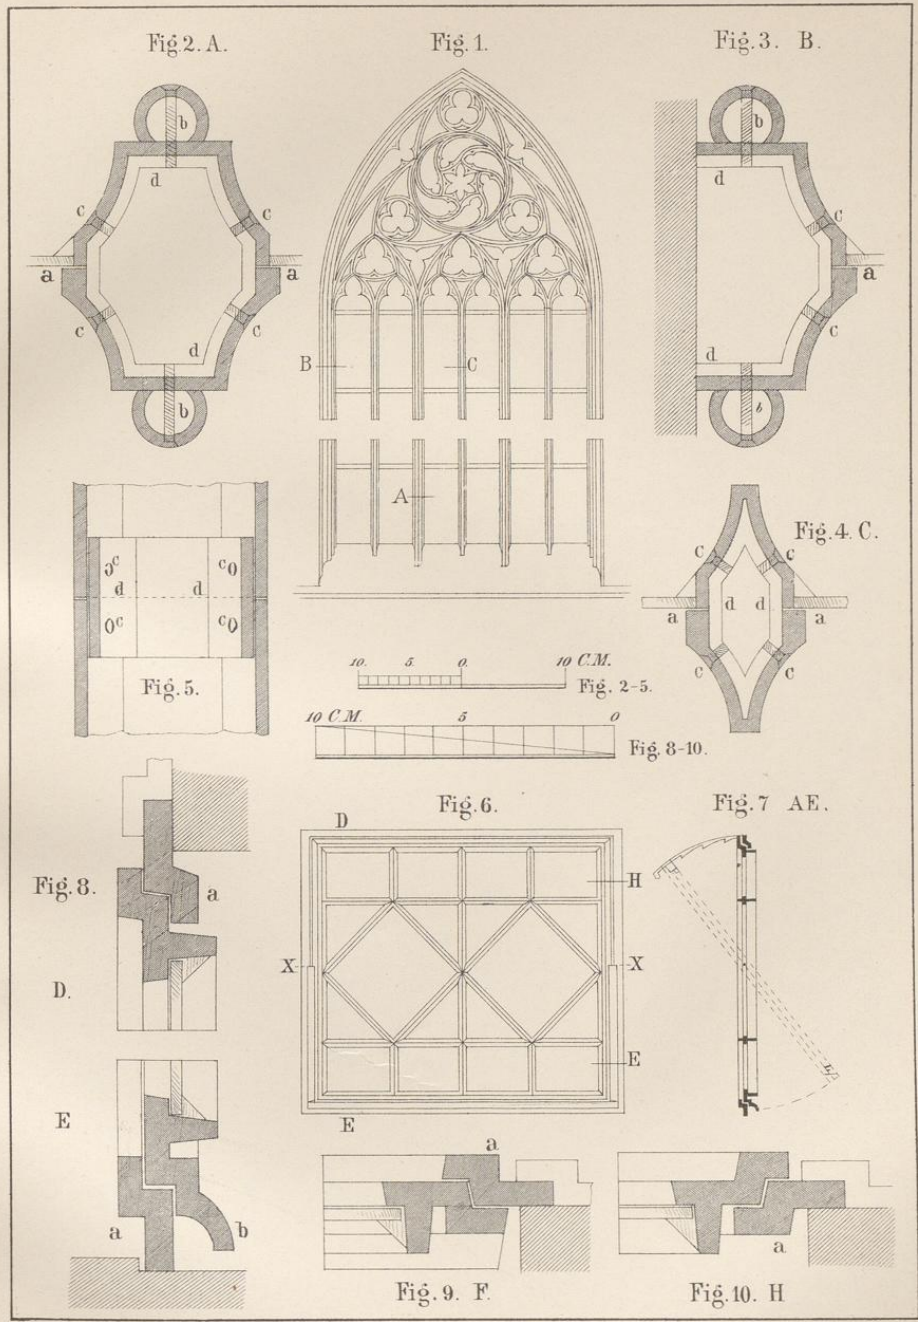 Fig. 2. A.
b
d
c c
a a
c c
d
b
Fig. 1.
B C
A
Fig. 3. B.
b
d
c
a
c
d
b
Fig. 4. C.
c c
d d
a a
c c
c c
d d
c c
Fig. 5.
10. 5. 0. 10 C.M.
Fig. 2-5.
10 C.M. 5 0
Fig. 8-10.
Fig. 6.
D
H
X X
E
E
Fig. 7 AE.
Fig. 8.
a
D.
E
a b
a
Fig. 9. F.
a
Fig. 10. H